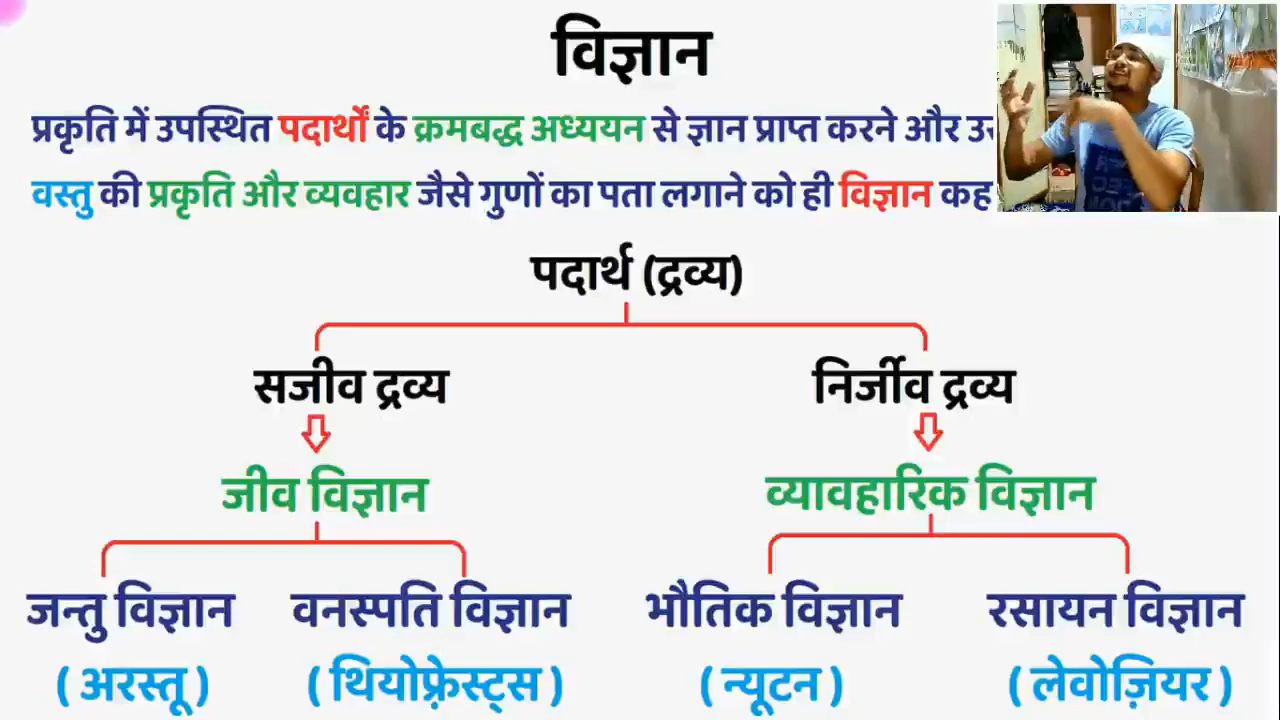 विज्ञान
प्रकृति में उपस्थित पदार्थों के क्रमबद्ध अध्ययन से ज्ञान प्राप्त करने और
वस्तु की प्रकृति और व्यवहार जैसे गुणों का पता लगाने को ही विज्ञान कह
पदार्थ (द्रव्य)
सजीव द्रव्य निर्जीव द्रव्य
जीव विज्ञान व्यावहारिक विज्ञान
जन्तु विज्ञान वनस्पति विज्ञान भौतिक विज्ञान रसायन विज्ञान
( अरस्तू ) ( थियोफ़्रेस्ट्स ) ( न्यूटन ) ( लेवोज़ियर )